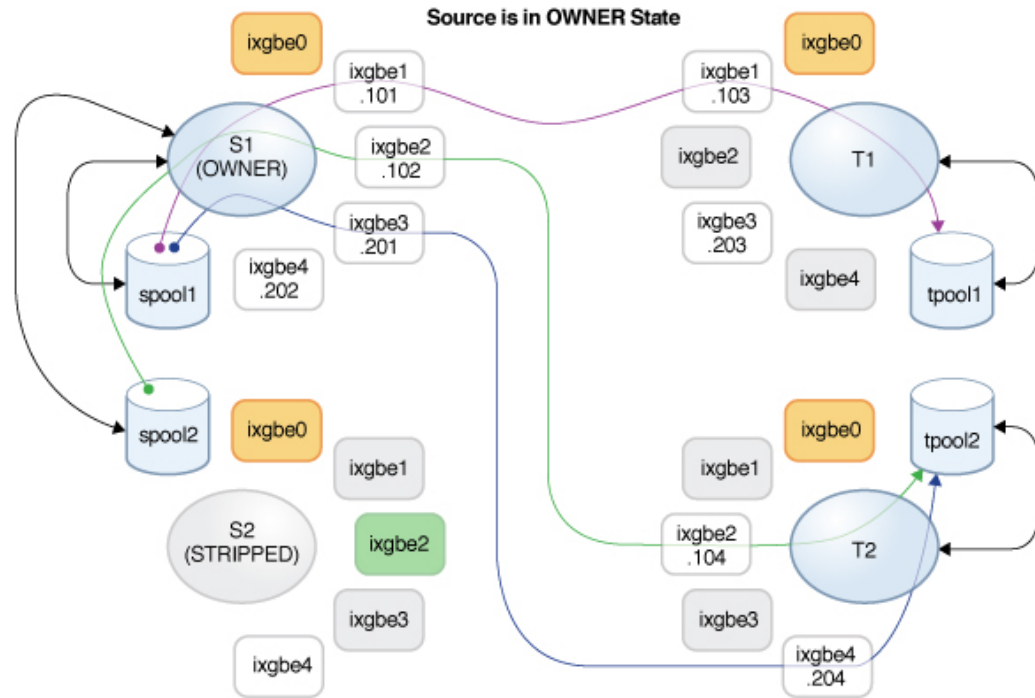 Source is in OWNER State
ixgbe0
ixgbe0
ixgbe1
.101
ixgbe1
.103
S1
(OWNER)
ixgbe2
.102
ixgbe2
T1
ixgbe3
.201
ixgbe3
.203
ixgbe4
.202
ixgbe4
spool1
tpool1
spool2
ixgbe0
ixgbe0
tpool2
ixgbe1
ixgbe1
S2
(STRIPPED)
ixgbe2
ixgbe2
.104
T2
ixgbe3
ixgbe3
ixgbe4
ixgbe4
.204